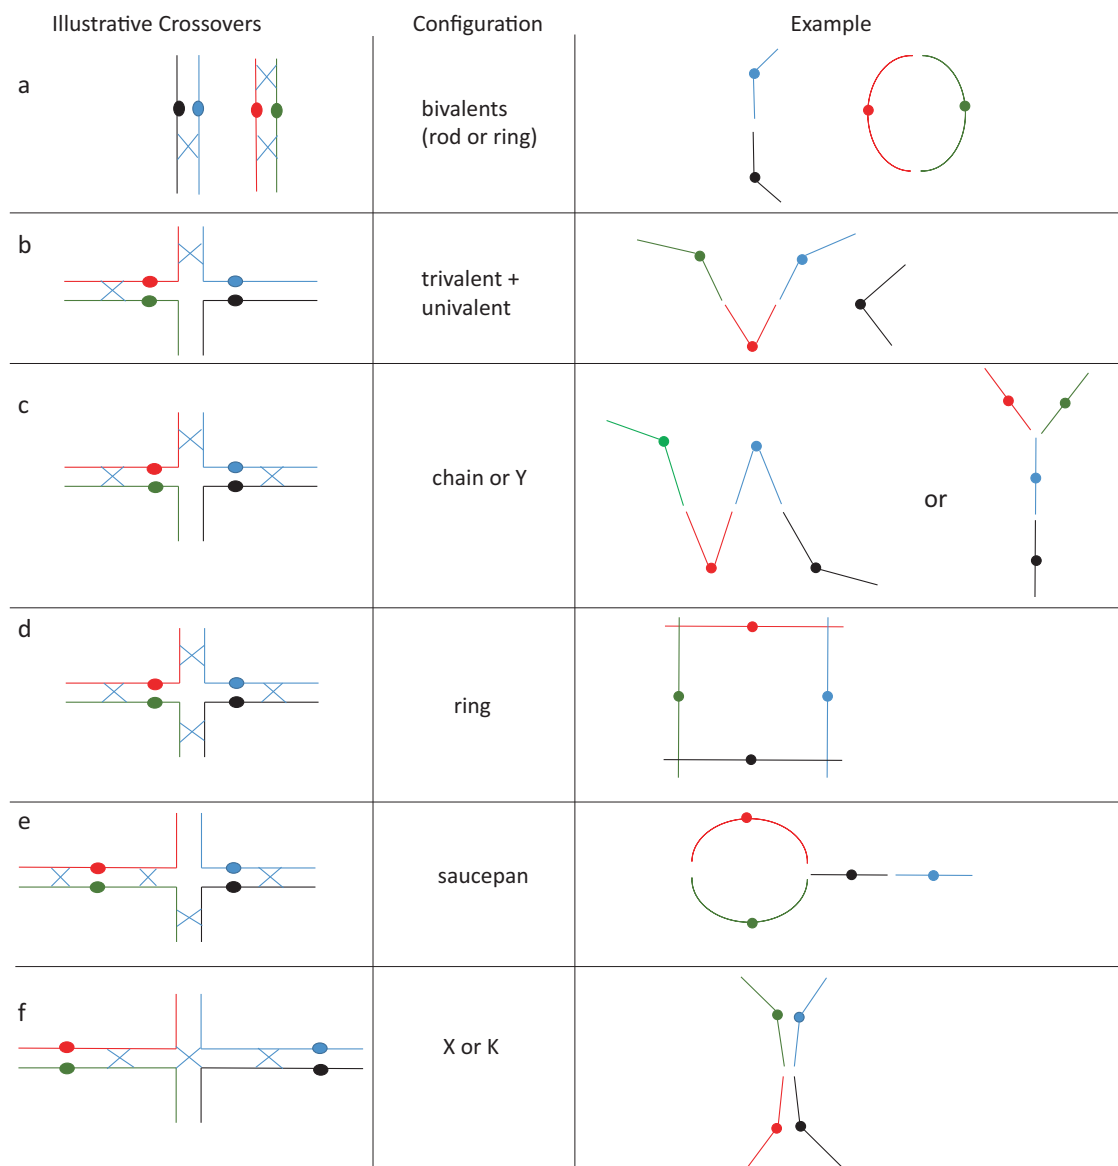 Illustrative Crossovers
Configuration
Example
a
bivalents
(rod or ring)
b
trivalent +
univalent
c
chain or Y
or
d
ring
e
saucepan
f
X or K